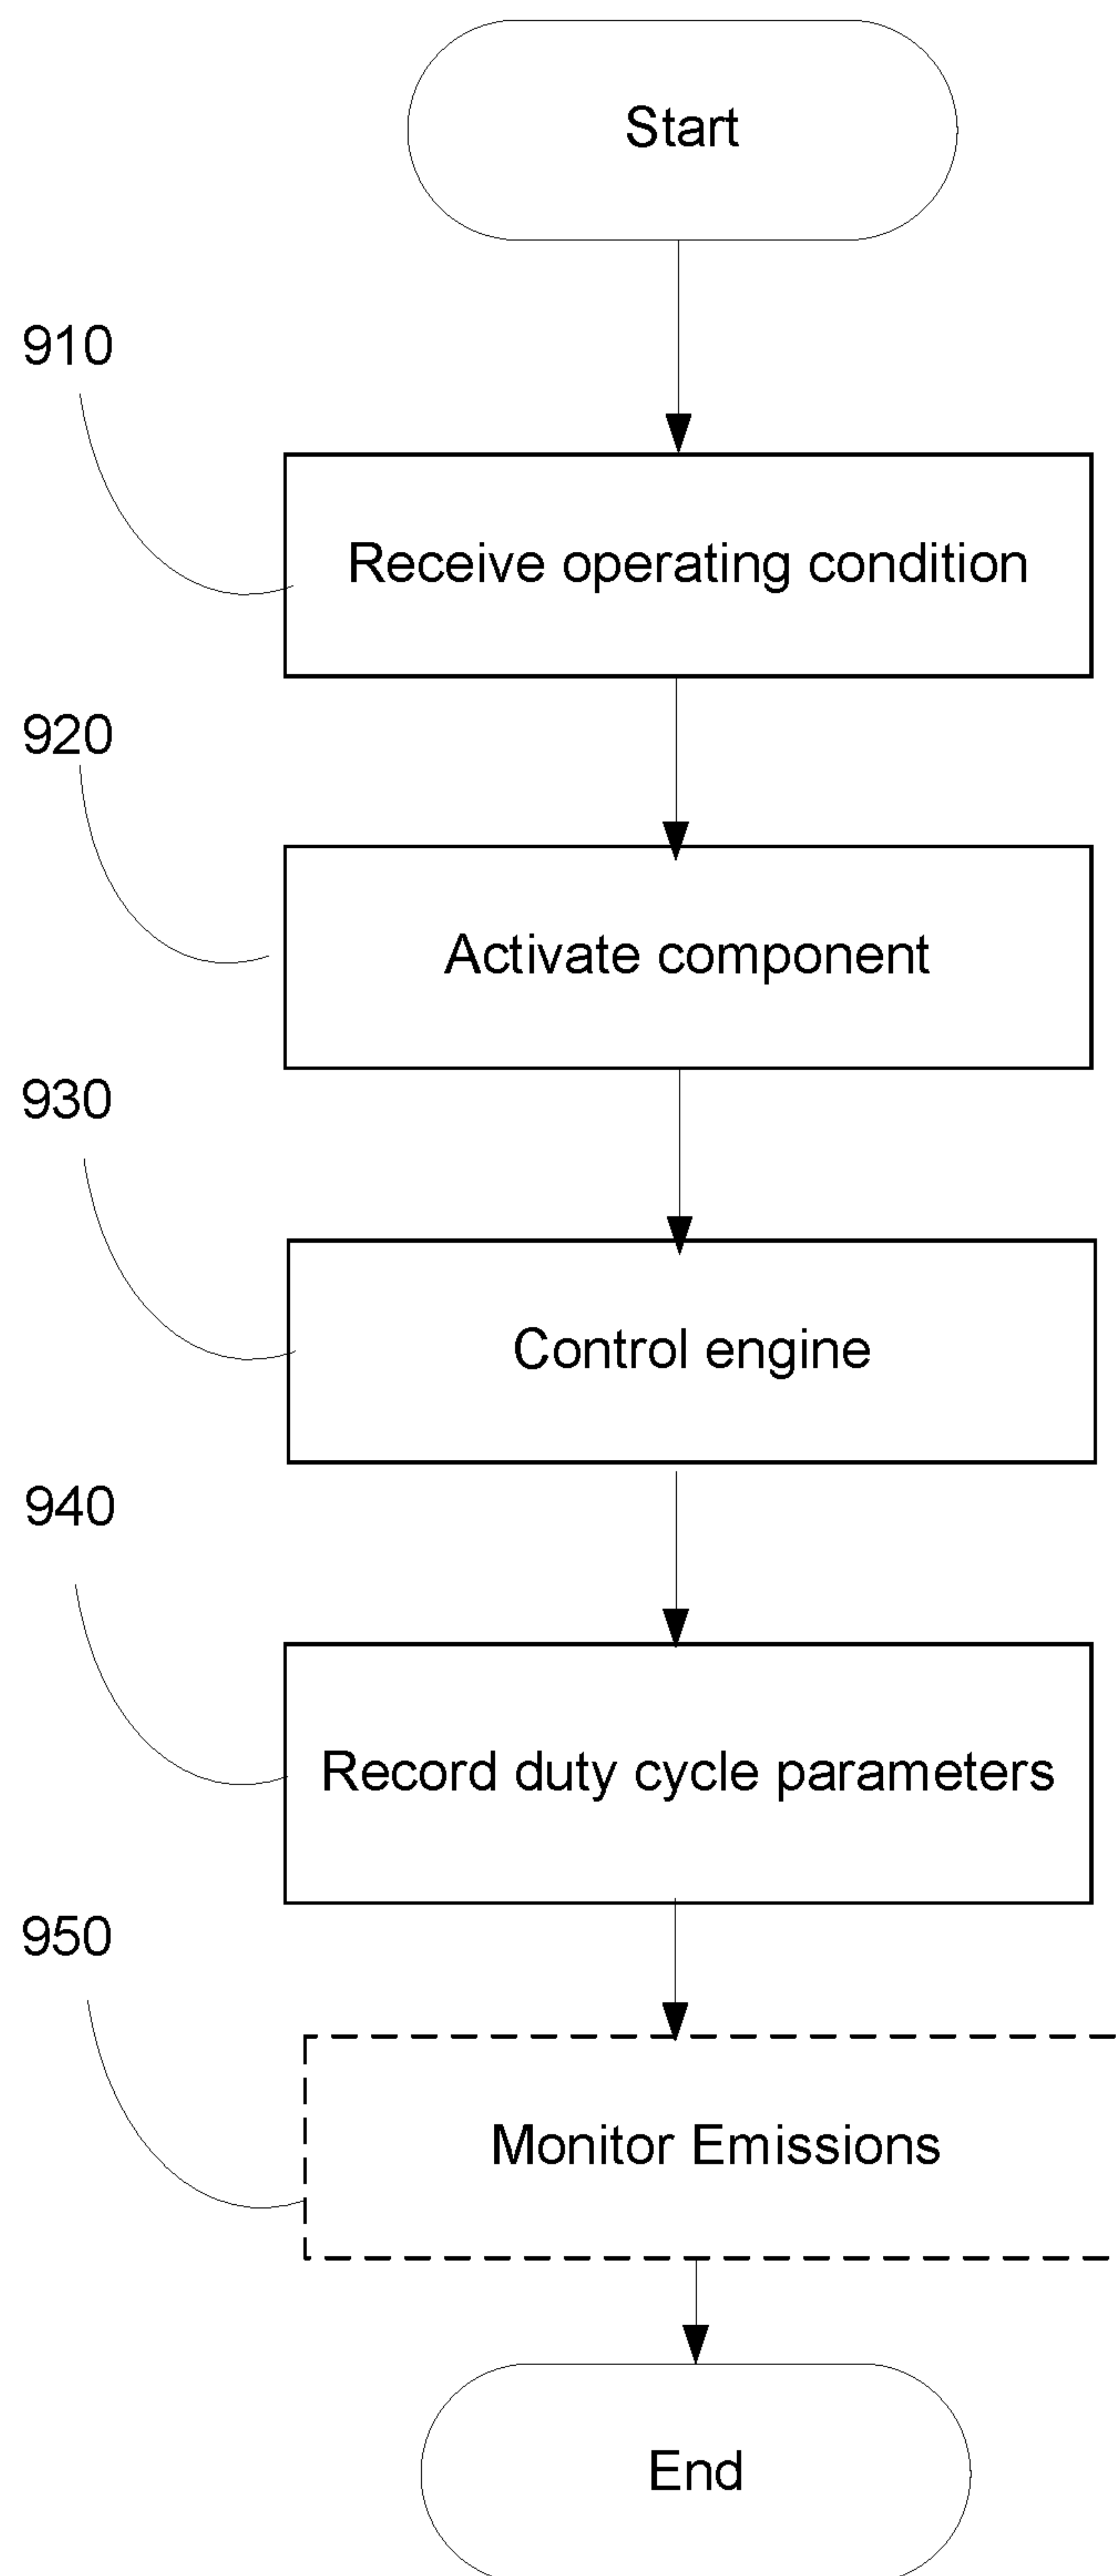 Start
910
Receive operating condition
920
Activate component
930
Control engine
940
Record duty cycle parameters
950
Monitor Emissions
End